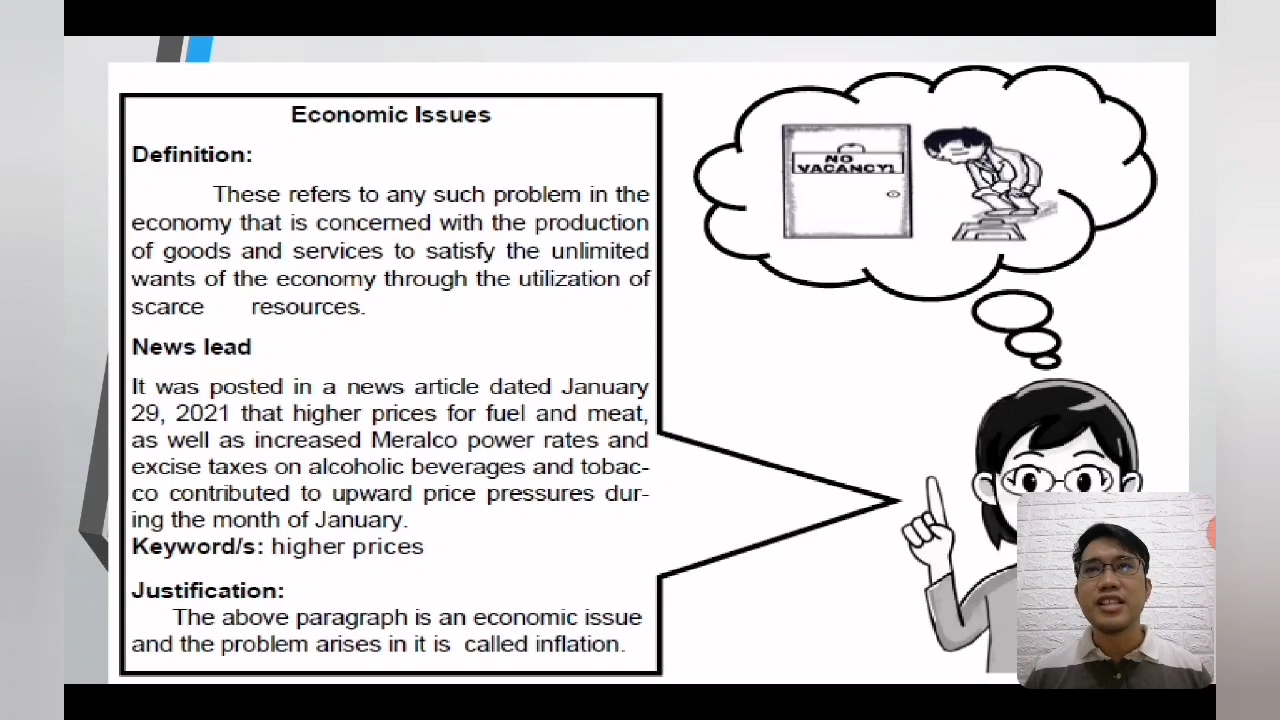 Economic Issues
Definition:
These refers to any such problem in the
economy that is concerned with the production
of goods and services to satisfy the unlimited
wants of the economy through the utilization of
scarce resources.
News lead
It was posted in a news article dated January
29, 2021 that higher prices for fuel and meat,
as well as increased Meralco power rates and
excise taxes on alcoholic beverages and tobac-
co contributed to upward price pressures dur-
ing the month of January.
Keyword/s: higher prices
Justification:
The above paragraph is an economic issue
and the problem arises in it is called inflation.
NO
VACANCY!